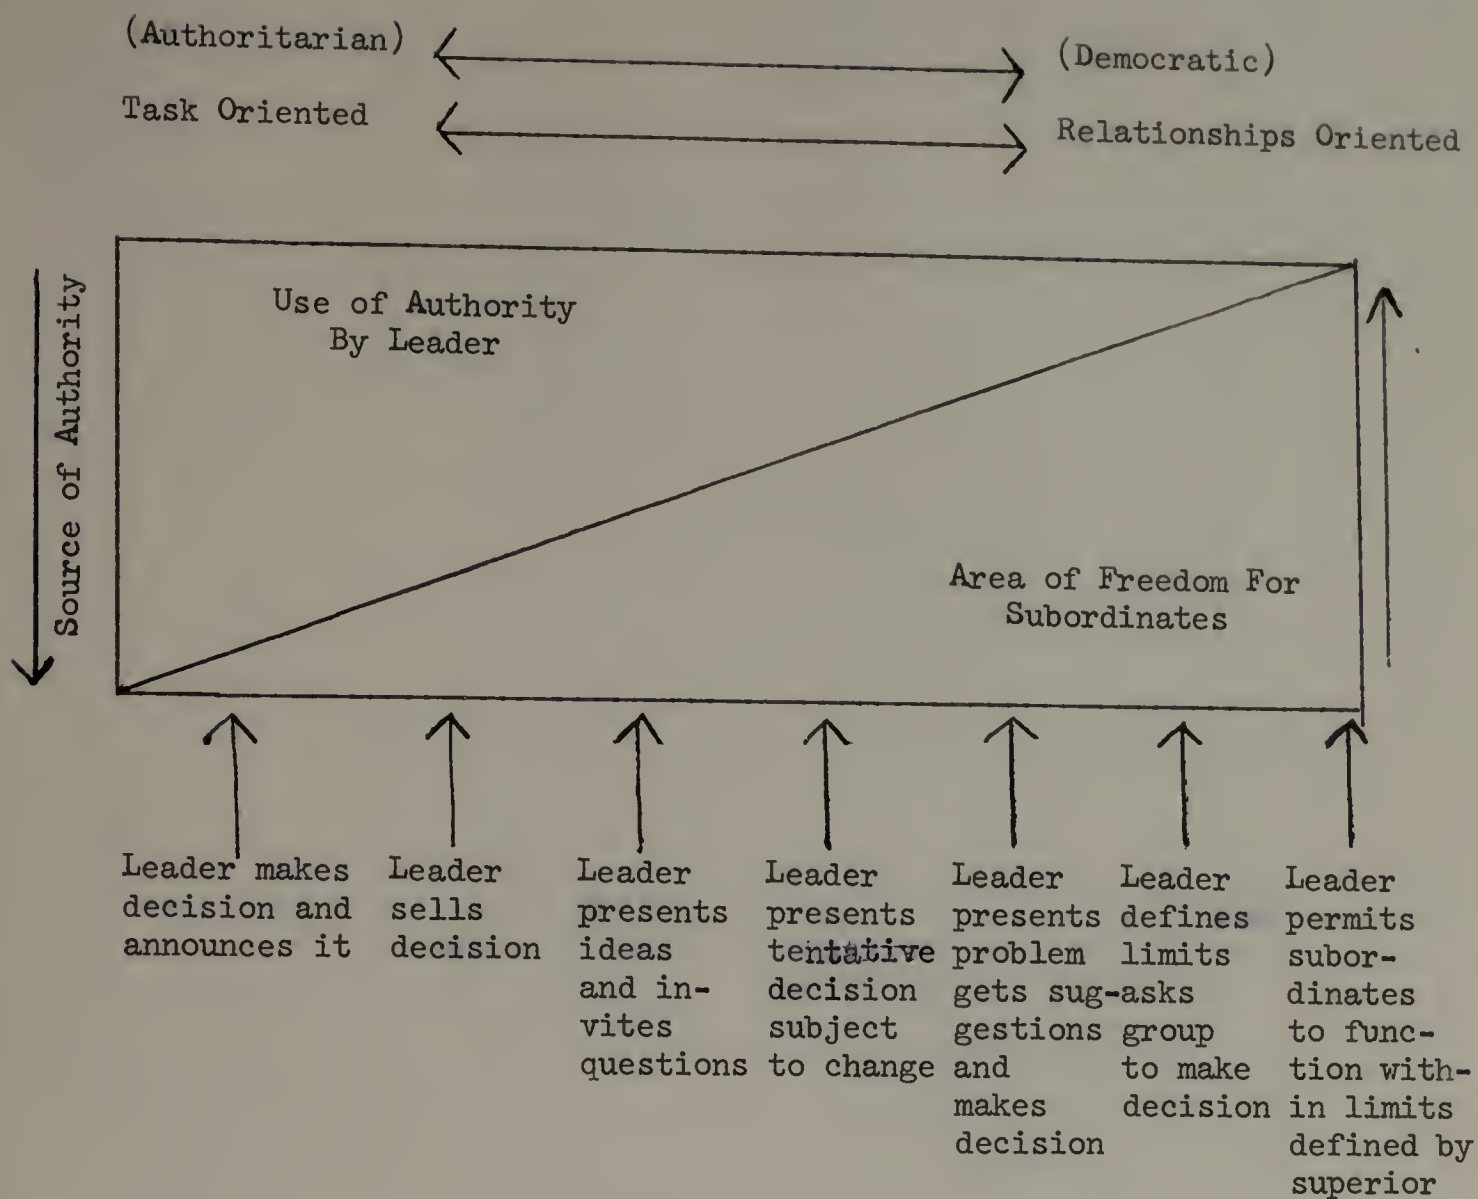 (Authoritarian)
(Democratic)
Task Oriented
Relationships Oriented
Source of Authority
Use of Authority
By Leader
Area of Freedom For
Subordinates
Leader makes
decision and
announces it
Leader
sells
decision
Leader
presents
ideas
and in-
vites
questions
Leader
presents
tentative
decision
subject
to change
Leader
presents
problem
gets sug-
gestions
and
makes
decision
Leader
defines
limits
asks
group
to make
decision
Leader
permits
subor-
dinates
to func-
tion with-
in limits
defined by
superior